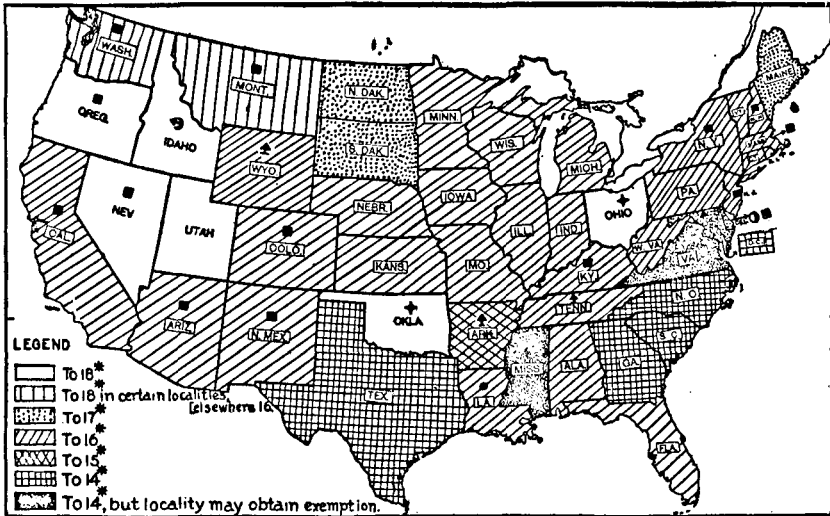 WASH.
MONT.
N. DAK.
MINN.
MAINE
OREG.
IDAHO
S. DAK.
WIS.
MICH.
N. Y.
WYO.
IOWA
PA.
NEBR.
NEV.
UTAH
COLO.
ILL.
IND.
OHIO
W. VA.
VA.
CAL.
KANS.
MO.
KY.
ARIZ.
N. MEX.
OKLA
ARK.
TENN.
N. C.
S. C.
TEX.
LA.
MISS.
ALA.
GA.
FLA.
LEGEND
To 18*
To 18* in certain localities,
[elsewhere 16.
To 17*
To 16*
To 15*
To 14*
To 14,* but locality may obtain exemption.